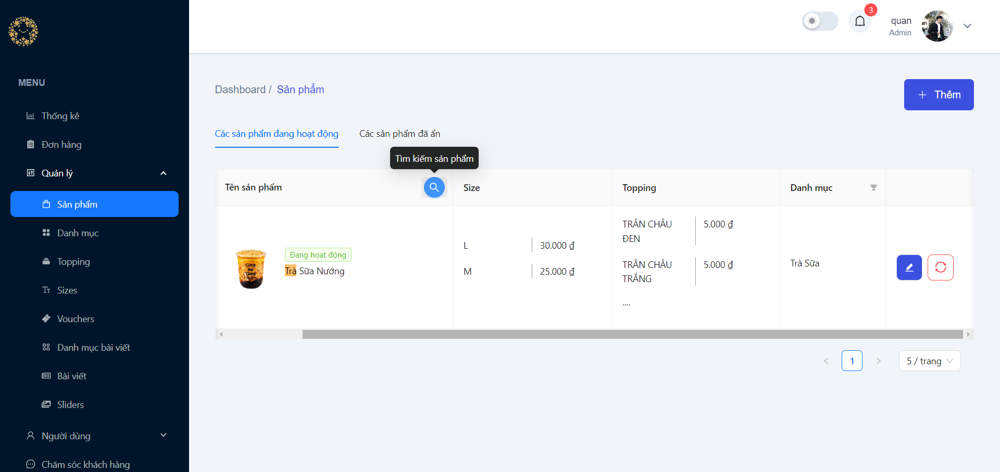 3
quan
Admin
MENU
Thống kê
Đơn hàng
Quản lý
Sản phẩm
Danh mục
Topping
Sizes
Vouchers
Danh mục bài viết
Bài viết
Sliders
Người dùng
Chăm sóc khách hàng
Dashboard / Sản phẩm
Thêm
Các sản phẩm đang hoạt động
Các sản phẩm đã ẩn
Tìm kiếm sản phẩm
Tên sản phẩm
Size
Topping
Danh mục
Đang hoạt động
Trà Sữa Nướng
L
30.000 ₫
M
25.000 ₫
TRÂN CHÂU
ĐEN
5.000 ₫
TRÂN CHÂU
TRẮNG
5.000 ₫
....
Trà Sữa
1
5 / trang